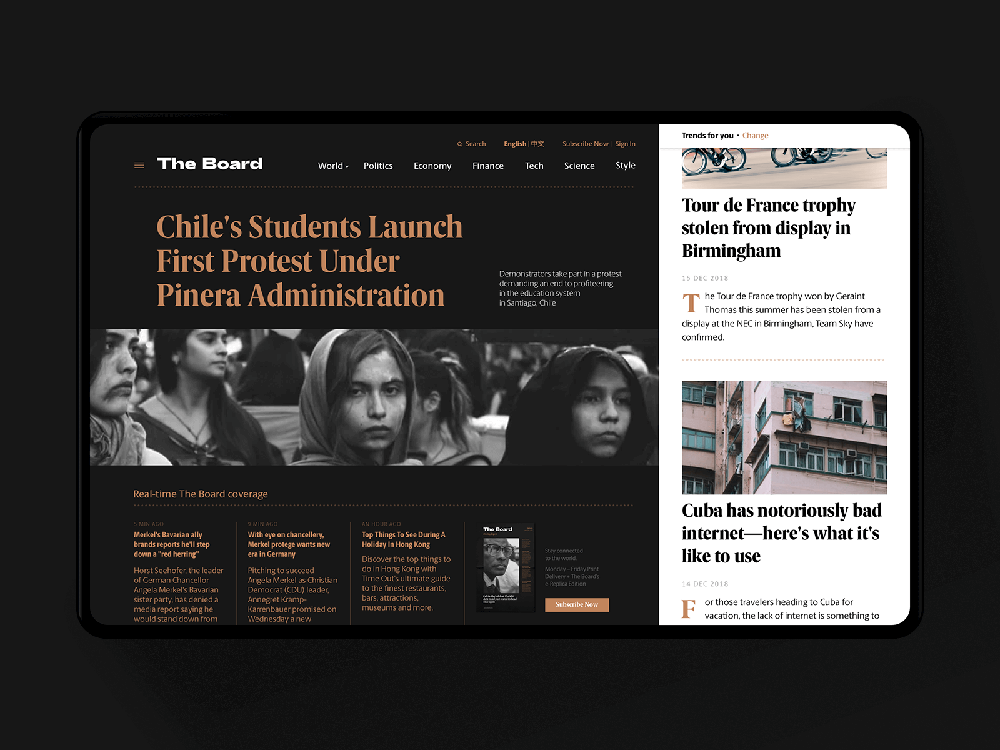 Search
English | 中文
Subscribe Now | Sign In
The Board
World
Politics
Economy
Finance
Tech
Science
Style
Chile's Students Launch
First Protest Under
Pinera Administration
Demonstrators take part in a protest
demanding an end to profiteering
in the education system
in Santiago, Chile
Real-time The Board coverage
5 MIN AGO
Merkel's Bavarian ally
brands reports he'll step
down a "red herring"
Horst Seehofer, the leader
of German Chancellor
Angela Merkel's Bavarian
sister party, has denied a
media report saying he
would stand down from
9 MIN AGO
With eye on chancellery,
Merkel protege wants new
era in Germany
Pitching to succeed
Angela Merkel as Christian
Democrat (CDU) leader,
Annegret Kramp-
Karrenbauer promised on
Wednesday a new
AN HOUR AGO
Top Things To See During A
Holiday In Hong Kong
Discover the top things to
do in Hong Kong with
Time Out's ultimate guide
to the finest restaurants,
bars, attractions,
museums and more.
The Board
Stay connected
to the world.
Monday – Friday Print
Delivery + The Board's
e-Replica Edition
Subscribe Now
Trends for you · Change
Tour de France trophy
stolen from display in
Birmingham
15 DEC 2018
The Tour de France trophy won by Geraint
Thomas this summer has been stolen from a
display at the NEC in Birmingham, Team Sky have
confirmed.
Cuba has notoriously bad
internet—here's what it's
like to use
14 DEC 2018
For those travelers heading to Cuba for
vacation, the lack of internet is something to